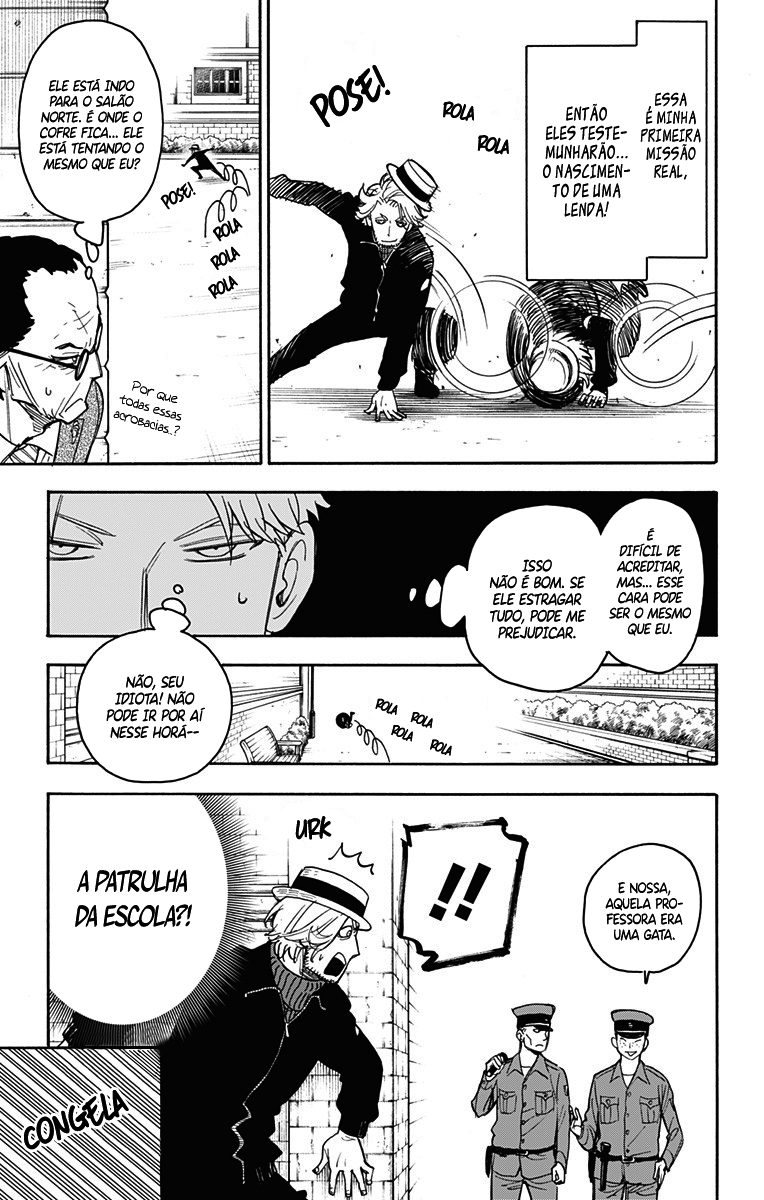 ESSA
É MINHA
PRIMEIRA
MISSÃO
REAL,
ENTÃO
ELES TESTE-
MUNHARÃO...
O NASCIMEN-
TO DE UMA
LENDA!
POSE!
ROLA
ROLA
ELE ESTÁ INDO
PARA O SALÃO
NORTE. É ONDE O
COFRE FICA... ELE
ESTÁ TENTANDO O
MESMO QUE EU?
POSE!
ROLA
ROLA
ROLA
Por que
todas essas
acrobacias..?
É
DIFÍCIL DE
ACREDITAR,
MAS... ESSE
CARA PODE
SER O MESMO
QUE EU.
ISSO
NÃO É BOM. SE
ELE ESTRAGAR
TUDO, PODE ME
PREJUDICAR.
NÃO, SEU
IDIOTA! NÃO
PODE IR POR AÍ
NESSE HORÁ--
ROLA
ROLA
ROLA
ROLA
E NOSSA,
AQUELA PRO-
FESSORA ERA
UMA GATA.
!!
URK
A PATRULHA
DA ESCOLA?!
CONGELA